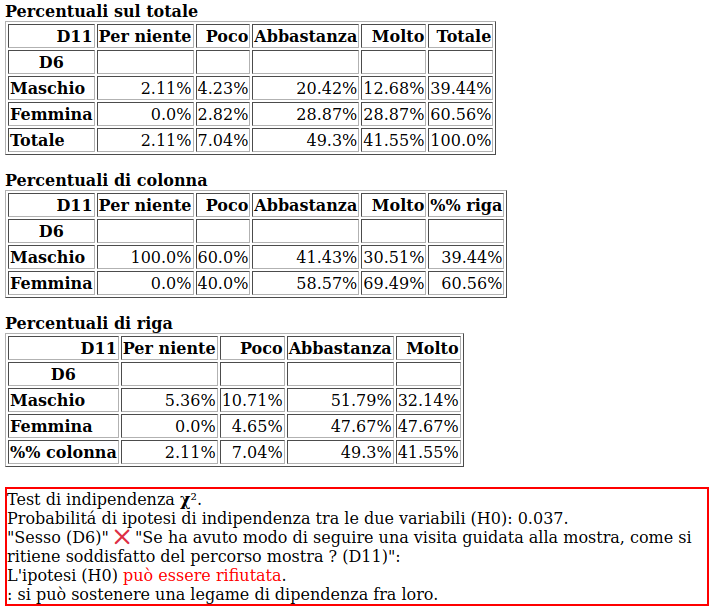 Percentuali sul totale
D11 Per niente Poco Abbastanza Molto Totale
D6
Maschio 2.11% 4.23% 20.42% 12.68% 39.44%
Femmina 0.0% 2.82% 28.87% 28.87% 60.56%
Totale 2.11% 7.04% 49.3% 41.55% 100.0%
Percentuali di colonna
D11 Per niente Poco Abbastanza Molto %% riga
D6
Maschio 100.0% 60.0% 41.43% 30.51% 39.44%
Femmina 0.0% 40.0% 58.57% 69.49% 60.56%
Percentuali di riga
D11 Per niente Poco Abbastanza Molto
D6
Maschio 5.36% 10.71% 51.79% 32.14%
Femmina 0.0% 4.65% 47.67% 47.67%
%% colonna 2.11% 7.04% 49.3% 41.55%
Test di indipendenza χ².
Probabilitá di ipotesi di indipendenza tra le due variabili (H0): 0.037.
"Sesso (D6)" ❌ "Se ha avuto modo di seguire una visita guidata alla mostra, come si
ritiene soddisfatto del percorso mostra ? (D11)":
L'ipotesi (H0) può essere rifiutata.
: si può sostenere una legame di dipendenza fra loro.